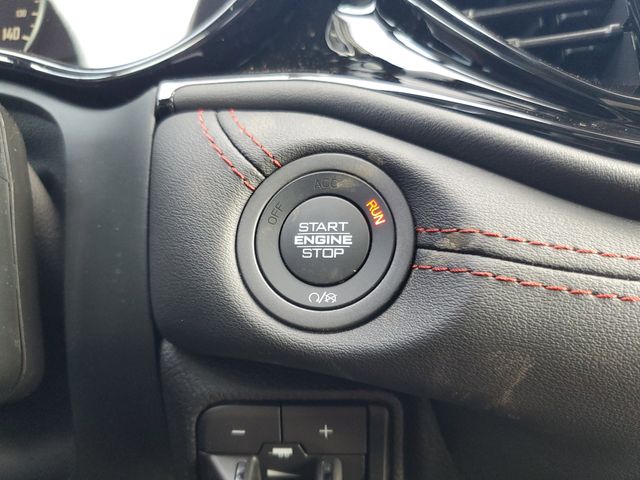 140
OFF
ACC
RUN
START
ENGINE
STOP
- +